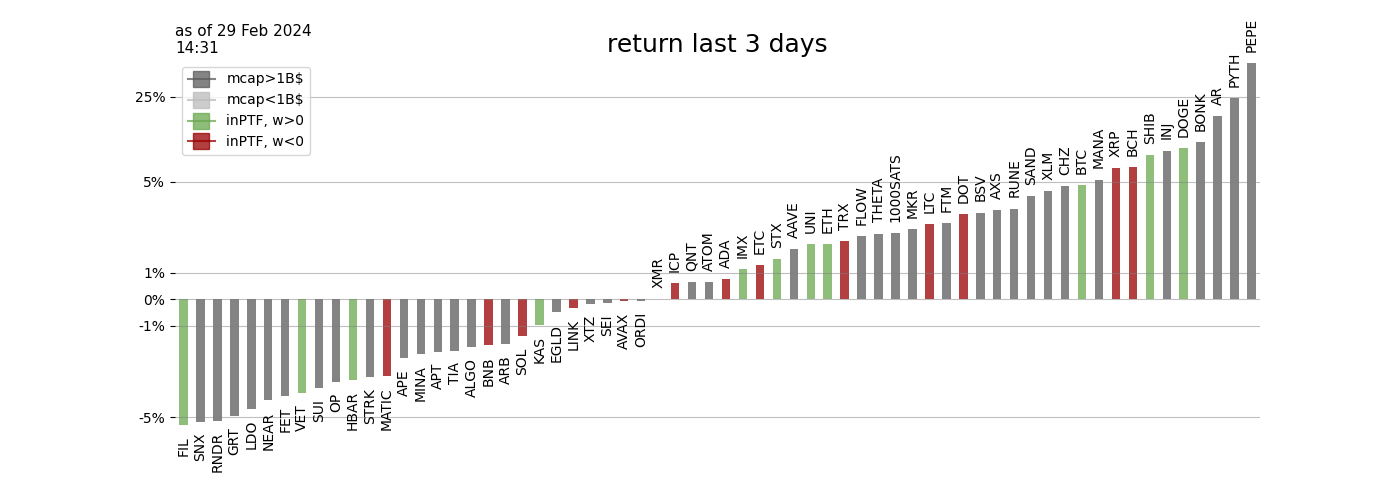 as of 29 Feb 2024
14:31
return last 3 days
mcap>1B$
mcap<1B$
inPTF, w>0
inPTF, w<0
25%
5%
1%
0%
-1%
-5%
FIL
SNX
RNDR
GRT
LDO
NEAR
FET
VET
SUI
OP
HBAR
STRK
MATIC
APE
MINA
APT
TIA
ALGO
BNB
ARB
SOL
KAS
EGLD
LINK
XTZ
SEI
AVAX
ORDI
XMR
ICP
QNT
ATOM
ADA
IMX
ETC
STX
AAVE
UNI
ETH
TRX
FLOW
THETA
1000SATS
MKR
LTC
FTM
DOT
BSV
AXS
RUNE
SAND
XLM
CHZ
BTC
MANA
XRP
BCH
SHIB
INJ
DOGE
BONK
AR
PYTH
PEPE